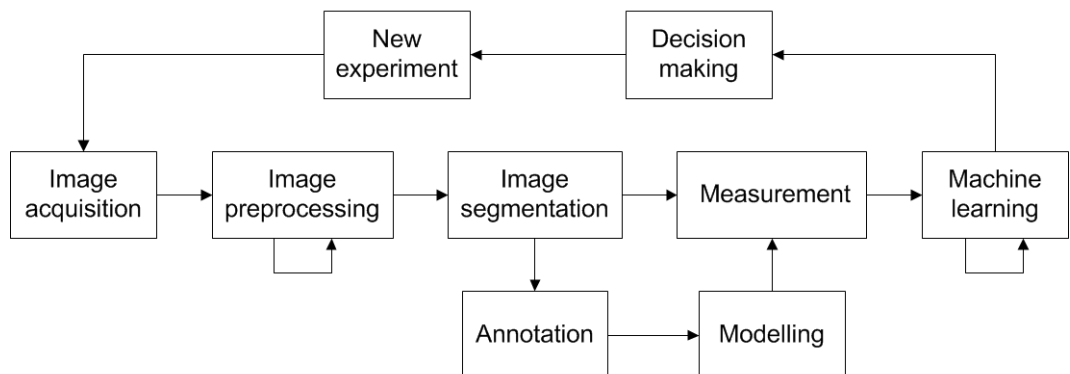 New
experiment
Decision
making
Image
acquisition
Image
preprocessing
Image
segmentation
Measurement
Machine
learning
Annotation
Modelling